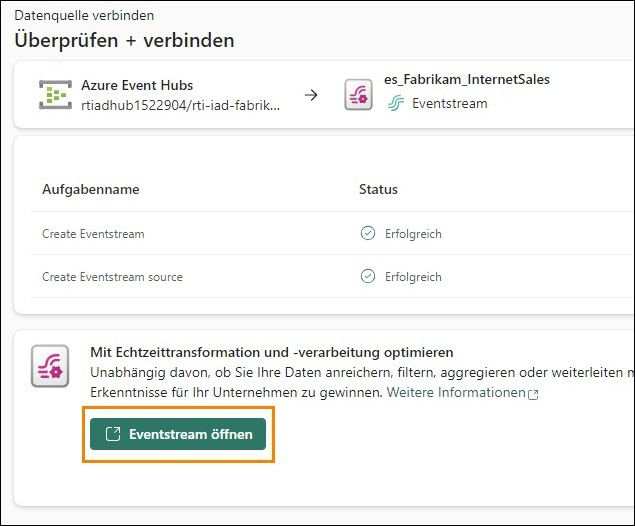 Datenquelle verbinden
Überprüfen + verbinden
Azure Event Hubs
rtiadhub1522904/rti-iad-fabrik...
es_Fabrikam_InternetSales
Eventstream
Aufgabenname Status
Create Eventstream Erfolgreich
Create Eventstream source Erfolgreich
Mit Echtzeittransformation und -verarbeitung optimieren
Unabhängig davon, ob Sie Ihre Daten anreichern, filtern, aggregieren oder weiterleiten
Erkenntnisse für Ihr Unternehmen zu gewinnen. Weitere Informationen
Eventstream öffnen